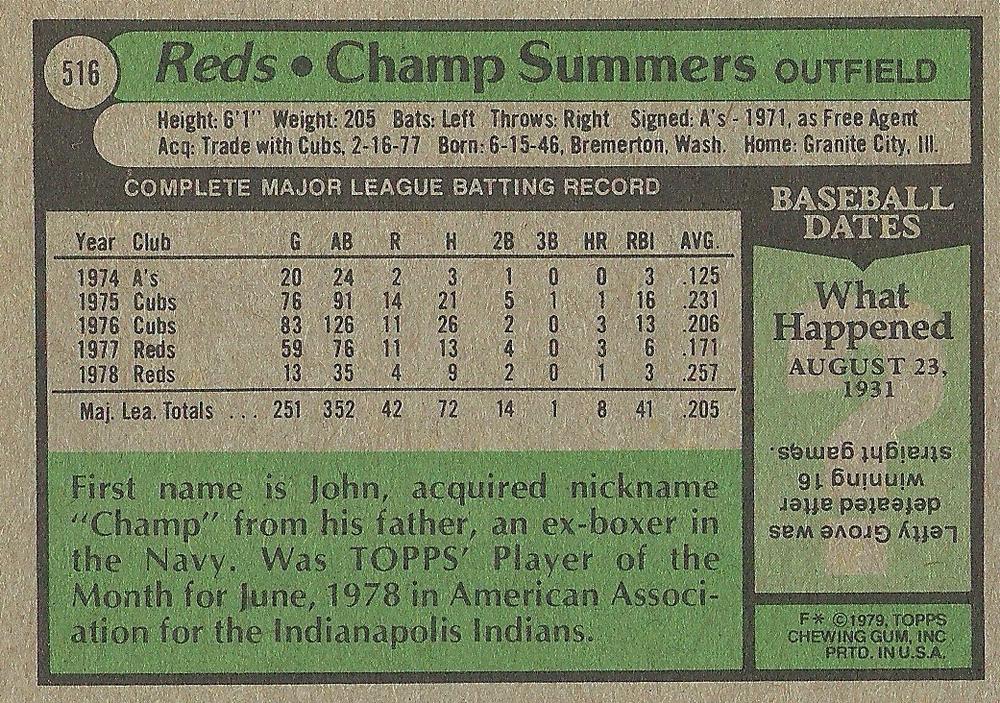 516
Reds • Champ Summers OUTFIELD
Height: 6'1" Weight: 205 Bats: Left Throws: Right Signed: A's - 1971, as Free Agent
Acq: Trade with Cubs, 2-16-77 Born: 6-15-46, Bremerton, Wash. Home: Granite City, Ill.
COMPLETE MAJOR LEAGUE BATTING RECORD
Year Club G AB R H 2B 3B HR RBI AVG.
1974 A's 20 24 2 3 1 0 0 3 .125
1975 Cubs 76 91 14 21 5 1 1 16 .231
1976 Cubs 83 126 11 26 2 0 3 13 .206
1977 Reds 59 76 11 13 4 0 3 6 .171
1978 Reds 13 35 4 9 2 0 1 3 .257
Maj. Lea. Totals ... 251 352 42 72 14 1 8 41 .205
First name is John, acquired nickname
"Champ" from his father, an ex-boxer in
the Navy. Was TOPPS' Player of the
Month for June, 1978 in American Associ-
ation for the Indianapolis Indians.
BASEBALL
DATES
What
Happened
AUGUST 23,
1931
?
Lefty Grove was
defeated after
winning 16
straight games.
F* ©1979, TOPPS
CHEWING GUM, INC
PRTD. IN U.S.A.